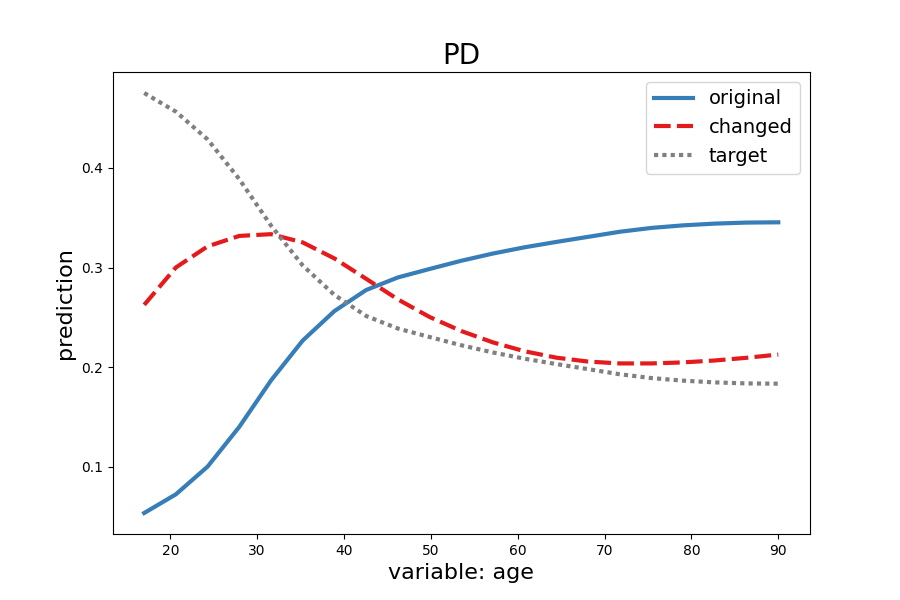 PD
original
changed
target
prediction
0.4
0.3
0.2
0.1
20 30 40 50 60 70 80 90
variable: age